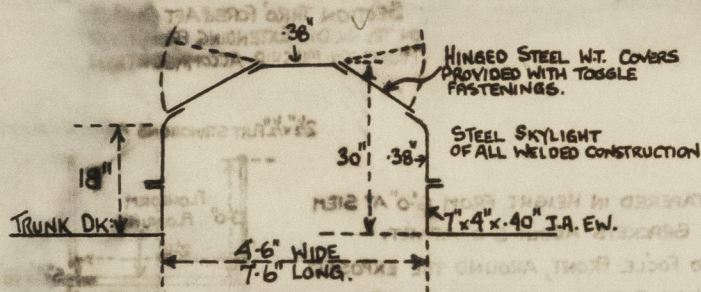 .38"
HINGED STEEL W.T. COVERS
PROVIDED WITH TOGGLE
FASTENINGS.
STEEL SKYLIGHT
OF ALL WELDED CONSTRUCTION
30"
.38"
18"
TRUNK DK.
7"x4"x.40" I.A. EW.
4'-6" WIDE
7'-6" LONG.